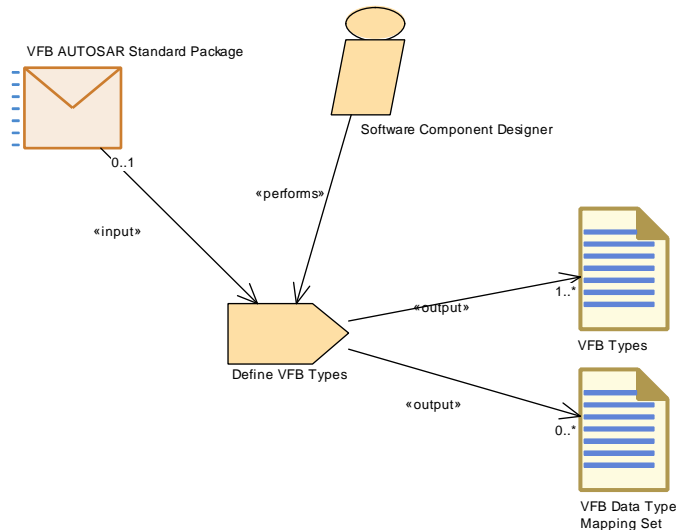 VFB AUTOSAR Standard Package
Software Component Designer
0..1
«performs»
«input»
«output»
1..*
VFB Types
Define VFB Types
«output»
0..*
VFB Data Type
Mapping Set